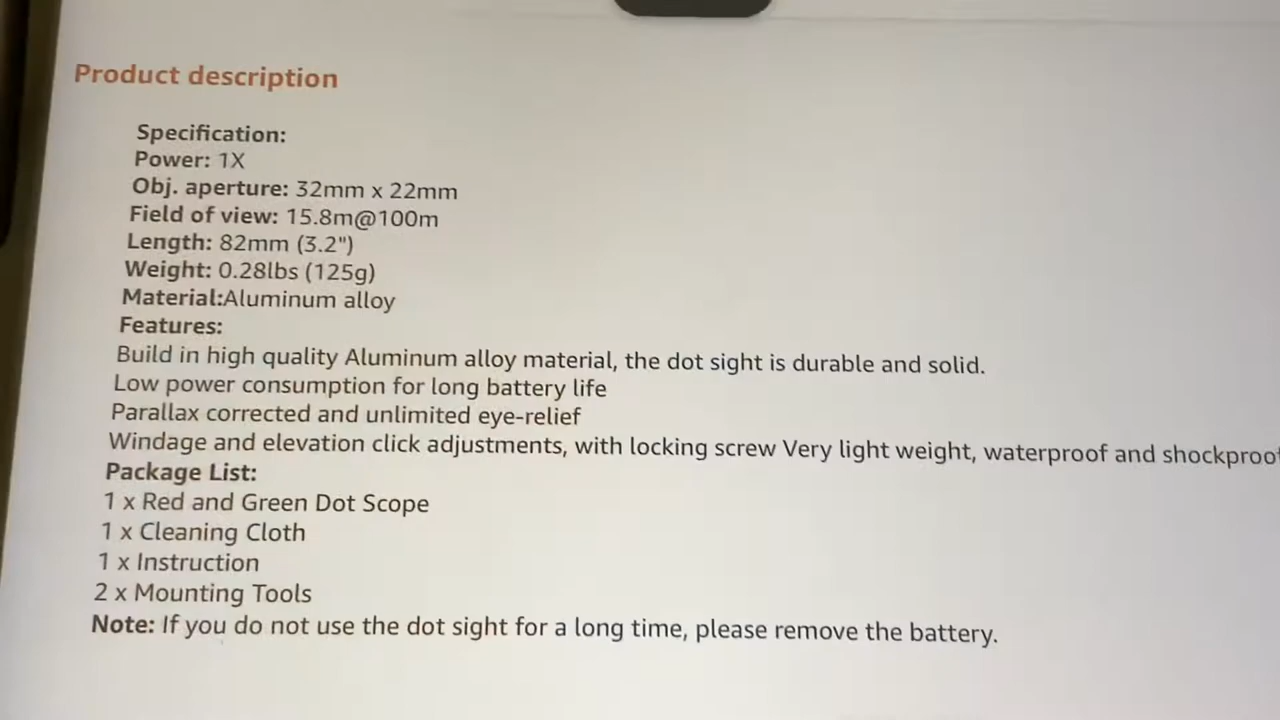 Product description
Specification:
Power: 1X
Obj. aperture: 32mm x 22mm
Field of view: 15.8m@100m
Length: 82mm (3.2")
Weight: 0.28lbs (125g)
Material:Aluminum alloy
Features:
Build in high quality Aluminum alloy material, the dot sight is durable and solid.
Low power consumption for long battery life
Parallax corrected and unlimited eye-relief
Windage and elevation click adjustments, with locking screw Very light weight, waterproof and shockproof
Package List:
1 x Red and Green Dot Scope
1 x Cleaning Cloth
1 x Instruction
2 x Mounting Tools
Note: If you do not use the dot sight for a long time, please remove the battery.